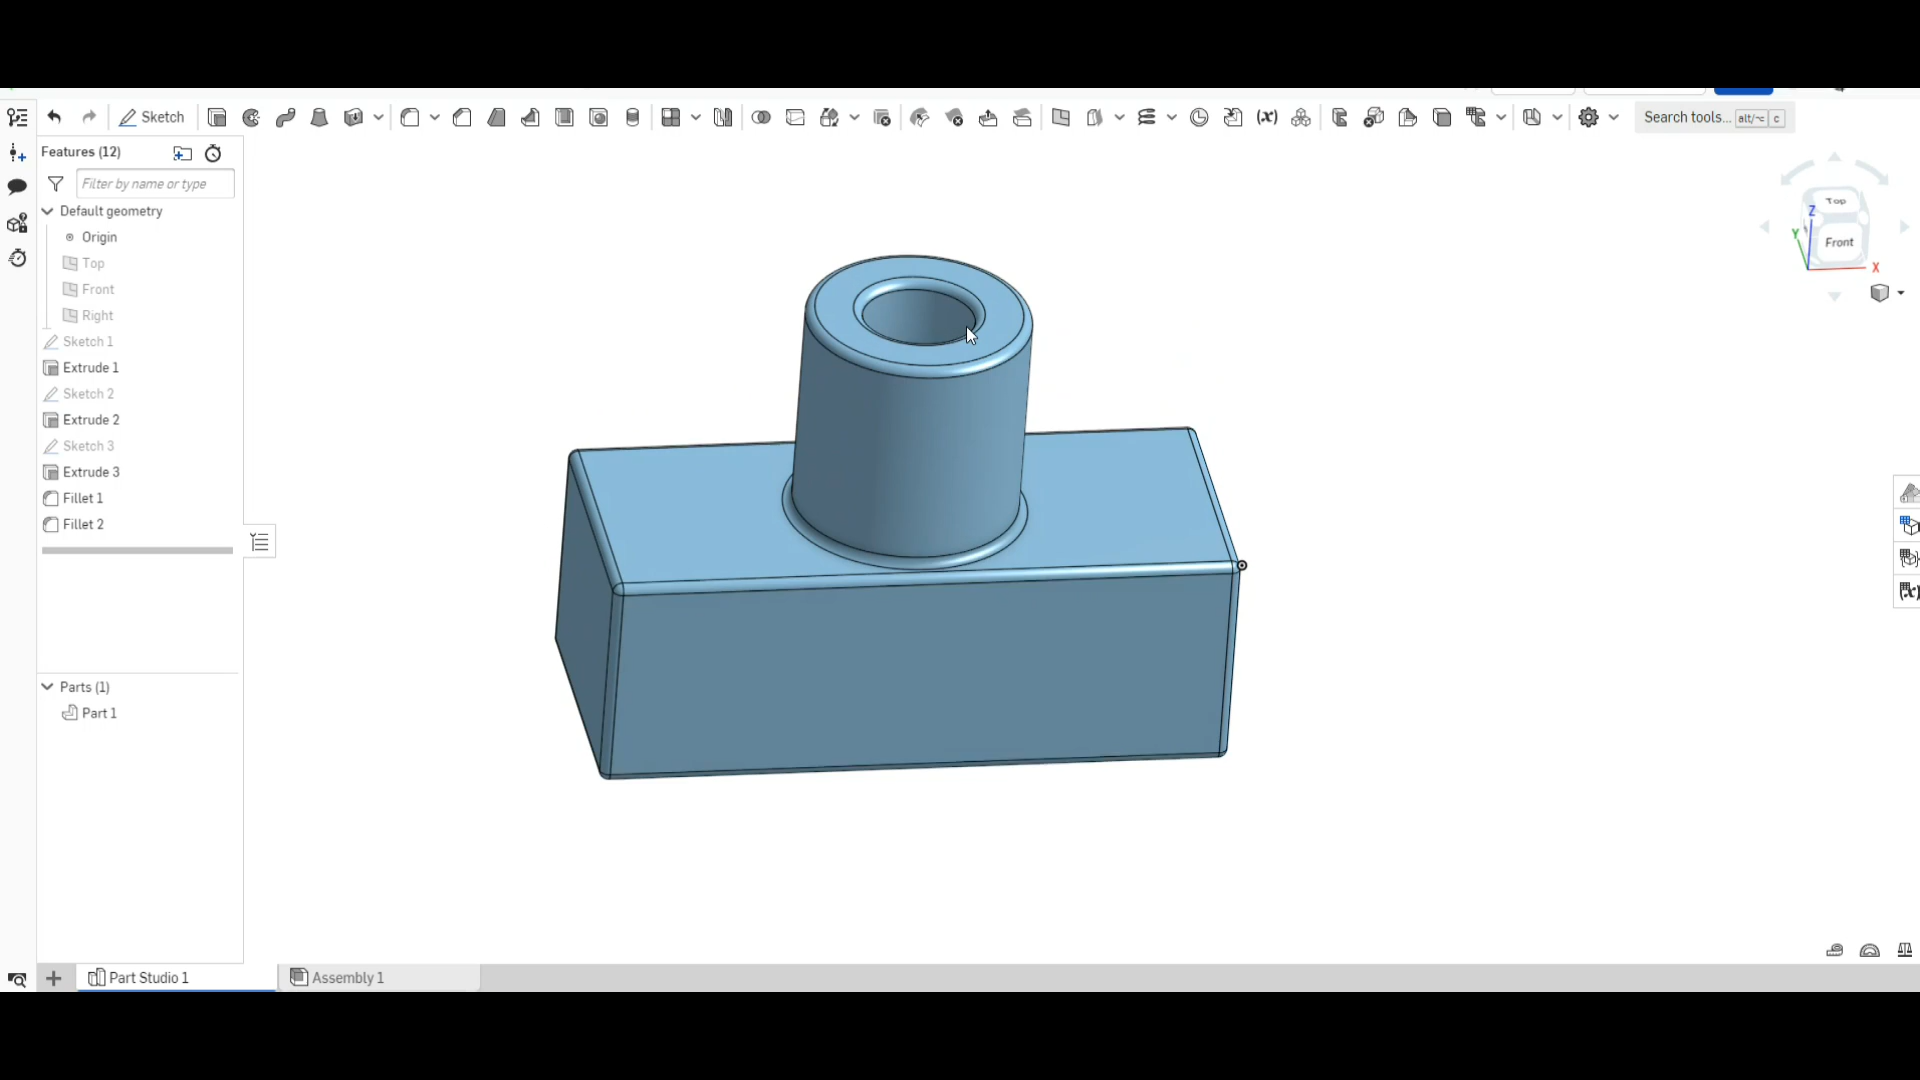 Sketch
(x)
Search tools... alt/⌥ c
Features (12)
Filter by name or type
Default geometry
Origin
Top
Front
Right
Sketch 1
Extrude 1
Sketch 2
Extrude 2
Sketch 3
Extrude 3
Fillet 1
Fillet 2
Parts (1)
Part 1
Top
Z
Y
Front
X
Part Studio 1
Assembly 1